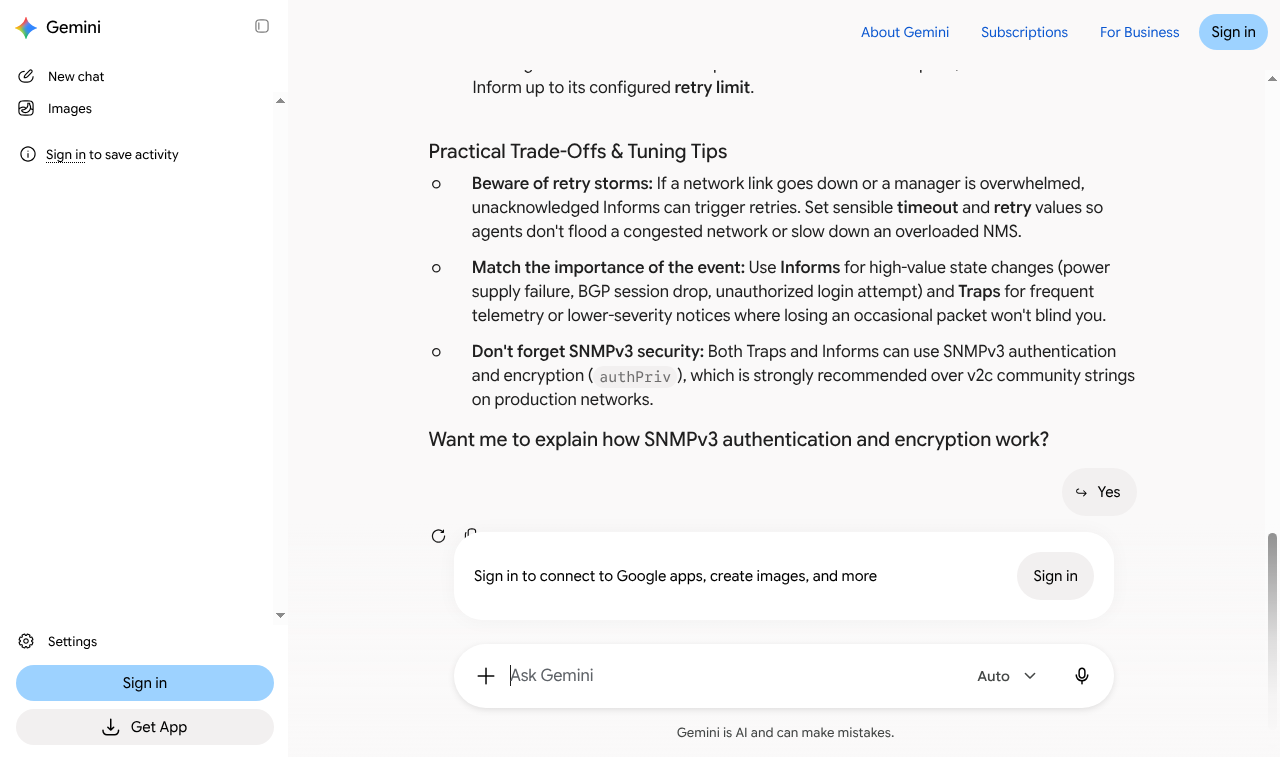 Gemini
New chat
Images
Sign in to save activity
Settings
Sign in
Get App
About Gemini
Subscriptions
For Business
Sign in
Inform up to its configured retry limit.
Practical Trade-Offs & Tuning Tips
Beware of retry storms: If a network link goes down or a manager is overwhelmed,
unacknowledged Informs can trigger retries. Set sensible timeout and retry values so
agents don't flood a congested network or slow down an overloaded NMS.
Match the importance of the event: Use Informs for high-value state changes (power
supply failure, BGP session drop, unauthorized login attempt) and Traps for frequent
telemetry or lower-severity notices where losing an occasional packet won't blind you.
Don't forget SNMPv3 security: Both Traps and Informs can use SNMPv3 authentication
and encryption (authPriv), which is strongly recommended over v2c community strings
on production networks.
Want me to explain how SNMPv3 authentication and encryption work?
Yes
Sign in to connect to Google apps, create images, and more
Sign in
Ask Gemini
Auto
Gemini is AI and can make mistakes.